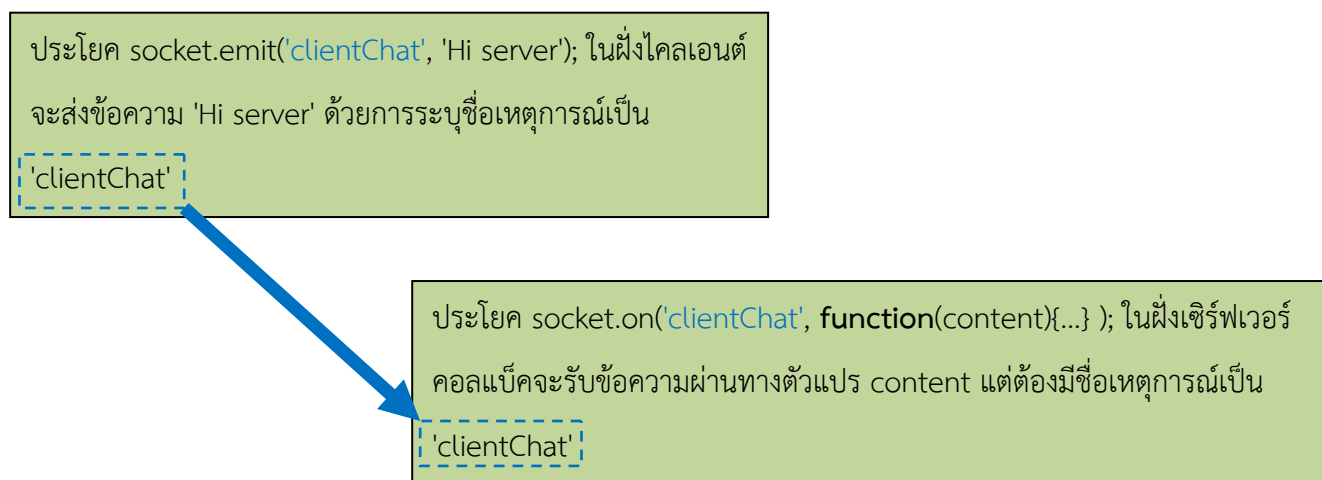 ประโยค socket.emit('clientChat', 'Hi server'); ในฝั่งไคลเอนต์
จะส่งข้อความ 'Hi server' ด้วยการระบุชื่อเหตุการณ์เป็น
'clientChat'
ประโยค socket.on('clientChat', function(content){...} ); ในฝั่งเซิร์ฟเวอร์
คอลแบ็คจะรับข้อความผ่านทางตัวแปร content แต่ต้องมีชื่อเหตุการณ์เป็น
'clientChat'